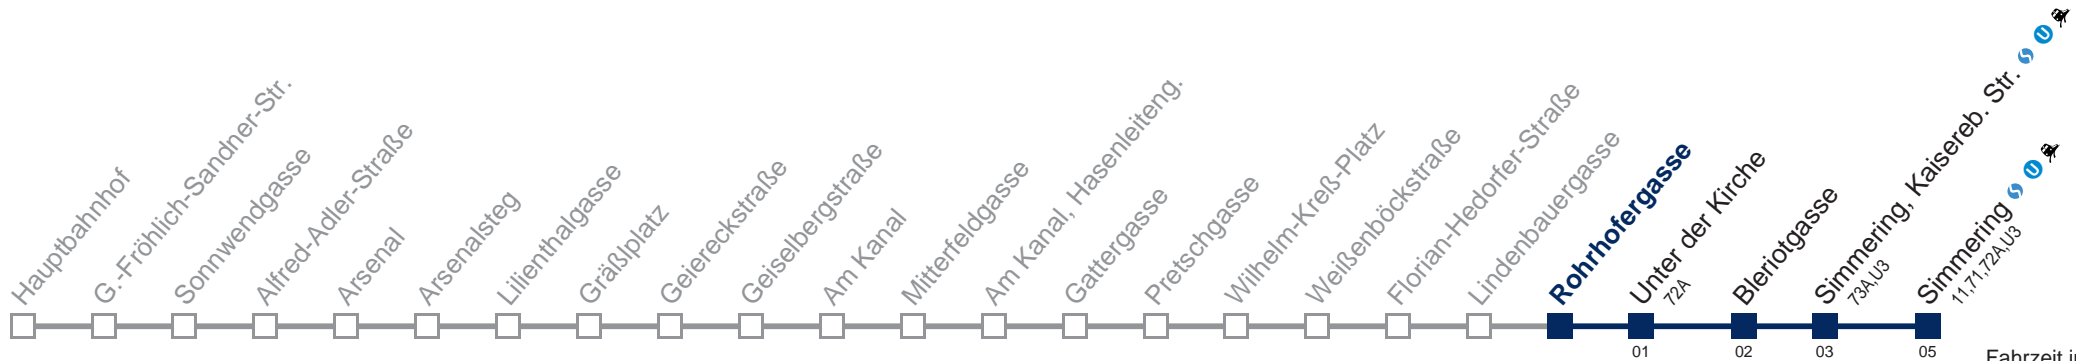 Hauptbahnhof
G.-Fröhlich-Sandner-Str.
Sonnwendgasse
Alfred-Adler-Straße
Arsenal
Arsenalsteg
Lilienthalgasse
Gräßlplatz
Geiereckstraße
Geiselbergstraße
Am Kanal
Mitterfeldgasse
Am Kanal, Hasenleiteng.
Gattergasse
Pretschgasse
Wilhelm-Kreß-Platz
Weißenböckstraße
Florian-Hedorfer-Straße
Lindenbauergasse
Rohrhofergasse
Unter der Kirche
72A
Bleriotgasse
Simmering, Kaisereb. Str. S U
73A,U3
Simmering S U
11,71,72A,U3
01 02 03 05
Fahrzeit i